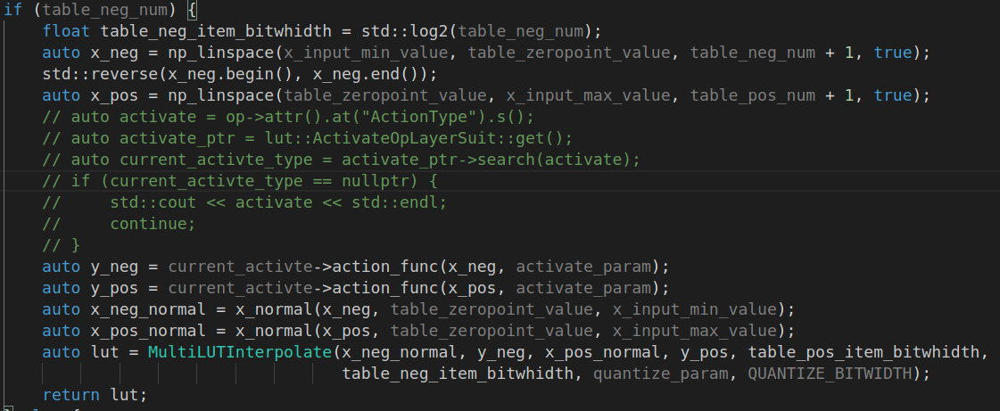 if (table_neg_num) {
    float table_neg_item_bitwhidth = std::log2(table_neg_num);
    auto x_neg = np_linspace(x_input_min_value, table_zeropoint_value, table_neg_num + 1, true);
    std::reverse(x_neg.begin(), x_neg.end());
    auto x_pos = np_linspace(table_zeropoint_value, x_input_max_value, table_pos_num + 1, true);
    // auto activate = op->attr().at("ActionType").s();
    // auto activate_ptr = lut::ActivateOpLayerSuit::get();
    // auto current_activte_type = activate_ptr->search(activate);
    // if (current_activte_type == nullptr) {
    //     std::cout << activate << std::endl;
    //     continue;
    // }
    auto y_neg = current_activte->action_func(x_neg, activate_param);
    auto y_pos = current_activte->action_func(x_pos, activate_param);
    auto x_neg_normal = x_normal(x_neg, table_zeropoint_value, x_input_min_value);
    auto x_pos_normal = x_normal(x_pos, table_zeropoint_value, x_input_max_value);
    auto lut = MultiLUTInterpolate(x_neg_normal, y_neg, x_pos_normal, y_pos, table_pos_item_bitwhidth,
                                   table_neg_item_bitwhidth, quantize_param, QUANTIZE_BITWIDTH);
    return lut;